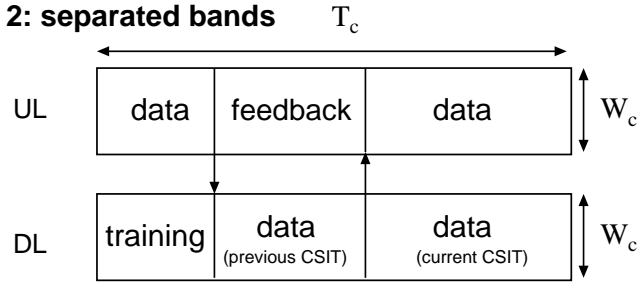 2: separated bands T_c
UL data feedback data W_c
DL training data (previous CSIT) data (current CSIT) W_c